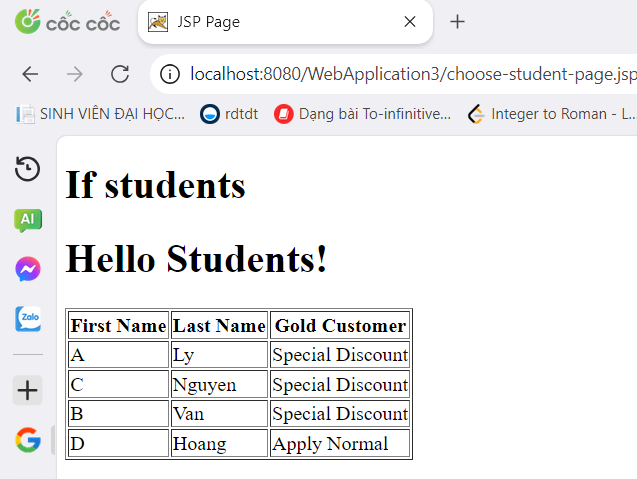 cốc cốc JSP Page
localhost:8080/WebApplication3/choose-student-page.jsp
SINH VIÊN ĐẠI HỌC... rdtdt Dạng bài To-infinitive... Integer to Roman - L...
If students
AI
Hello Students!
Zalo
First Name Last Name Gold Customer
A Ly Special Discount
C Nguyen Special Discount
B Van Special Discount
D Hoang Apply Normal